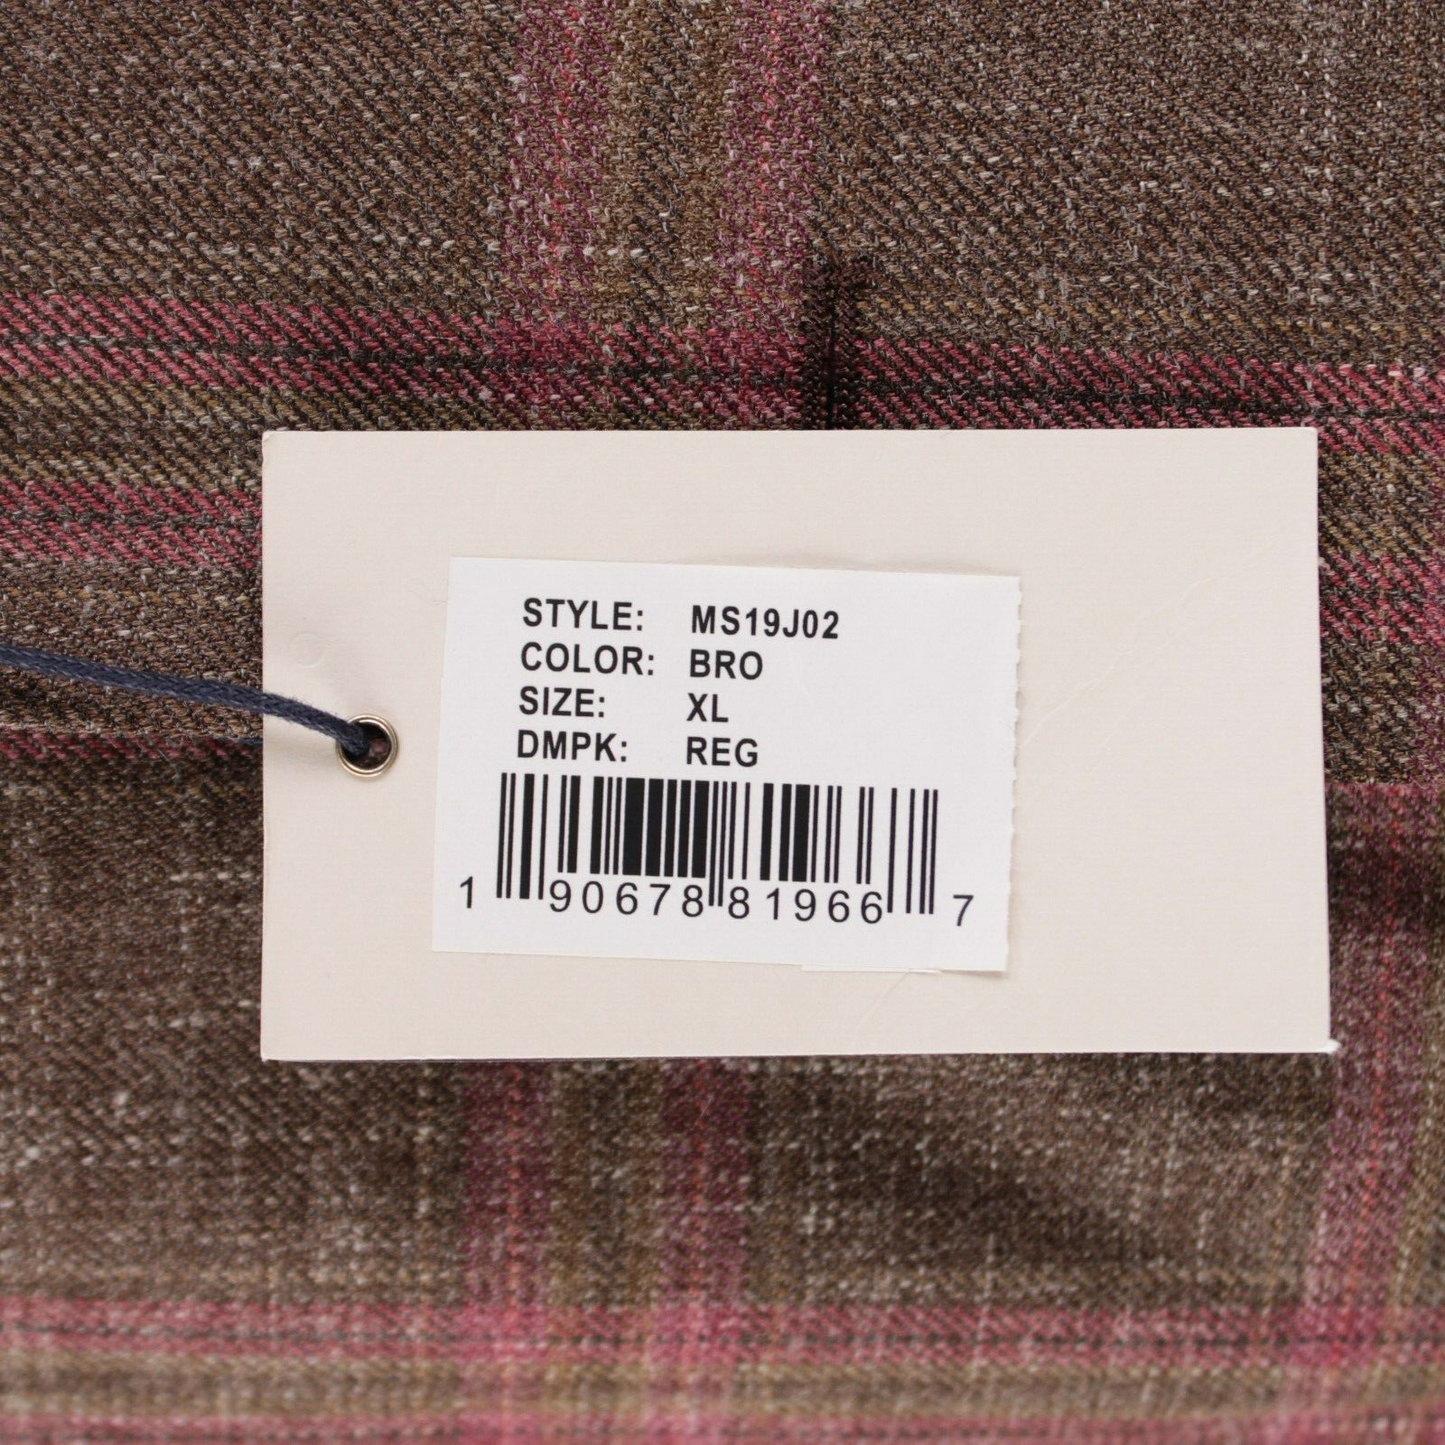 STYLE: MS19J02
COLOR: BRO
SIZE: XL
DMPK: REG
1 90678 81966 7